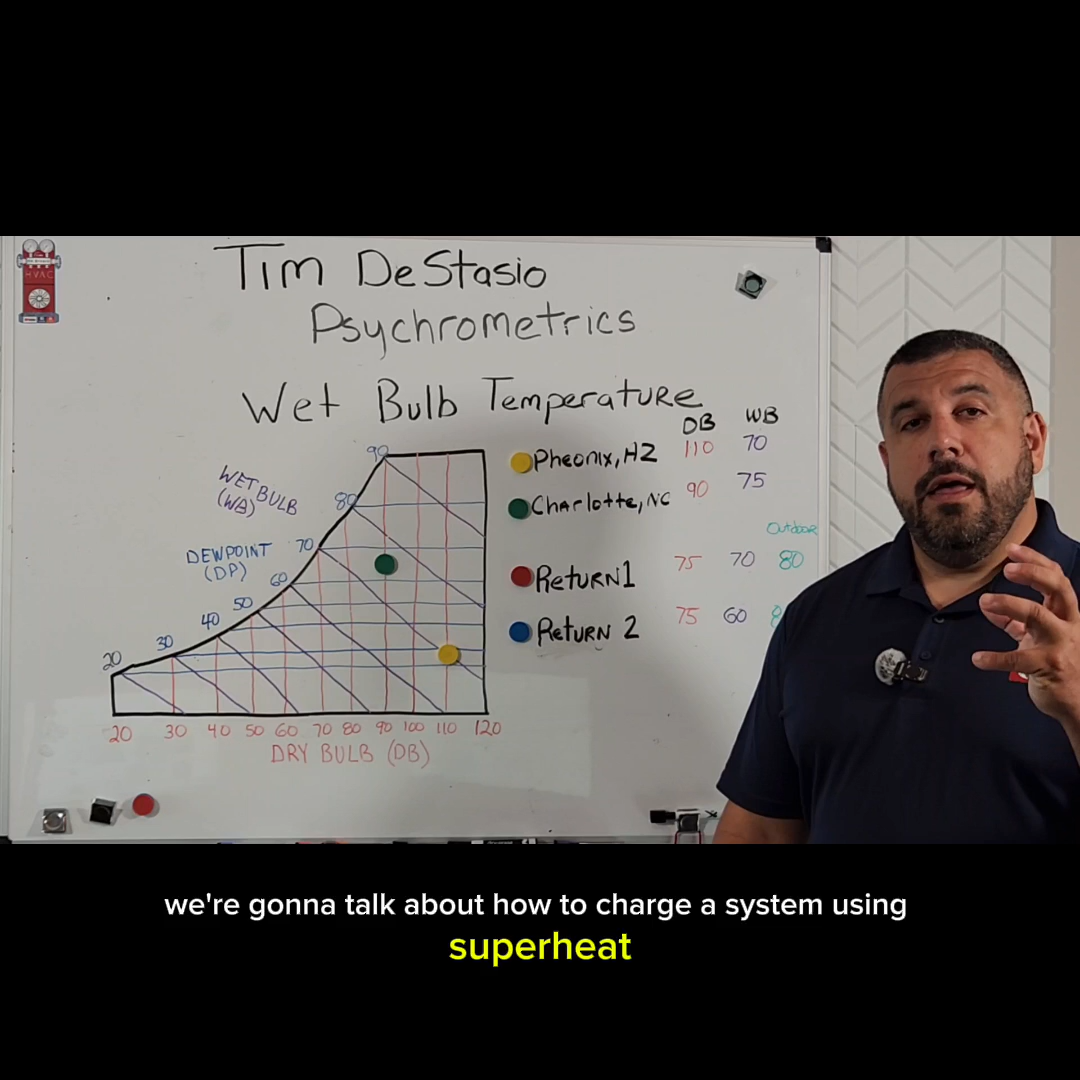 HVAC
Tim DeStasio
Psychrometrics
Wet Bulb Temperature
DB WB
Pheonix, HZ 110 70
Charlotte, NC 90 75
Outdoor
Return 1 75 70 80
Return 2 75 60
WET BULB
(WB)
DEWPOINT
(DP)
90
80
70
60
50
40
30
20
20 30 40 50 60 70 80 90 100 110 120
DRY BULB (DB)
we're gonna talk about how to charge a system using
superheat